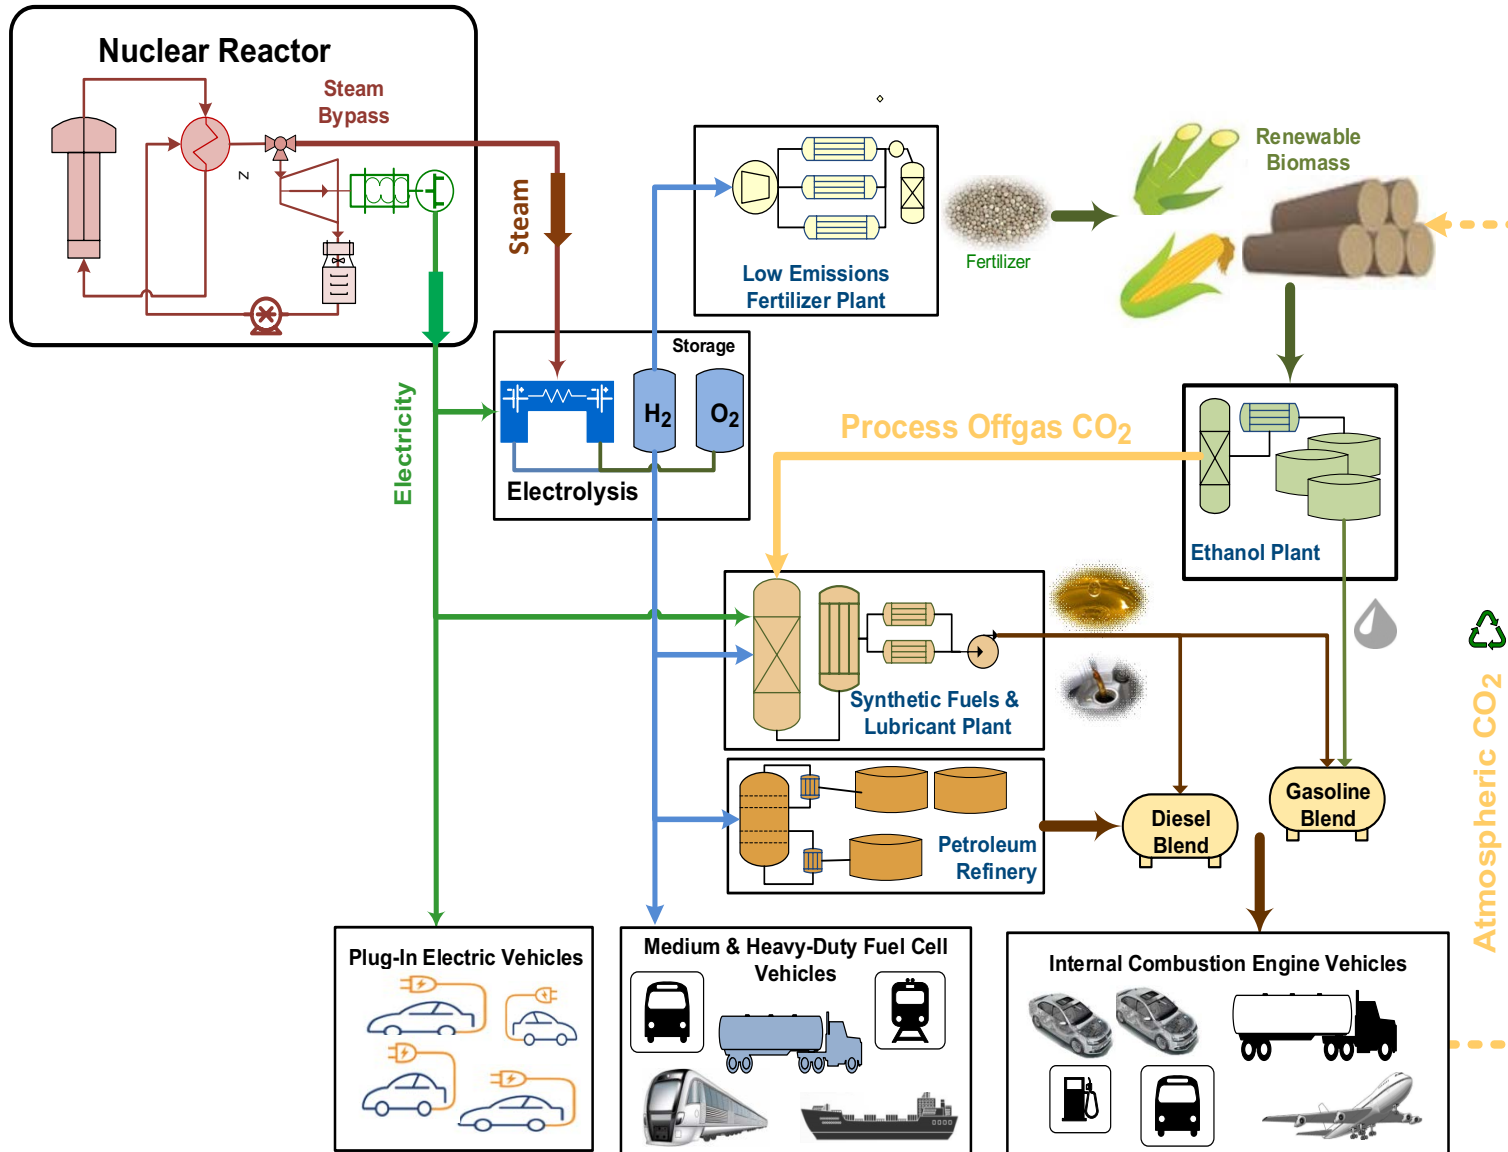 Nuclear Reactor
Steam
Bypass
N
Steam
Electricity
Low Emissions
Fertilizer Plant
Fertilizer
Renewable
Biomass
Storage
H2
O2
Electrolysis
Process Offgas CO2
Ethanol Plant
Synthetic Fuels &
Lubricant Plant
Petroleum
Refinery
Diesel
Blend
Gasoline
Blend
Atmospheric CO2
Plug-In Electric Vehicles
Medium & Heavy-Duty Fuel Cell
Vehicles
Internal Combustion Engine Vehicles